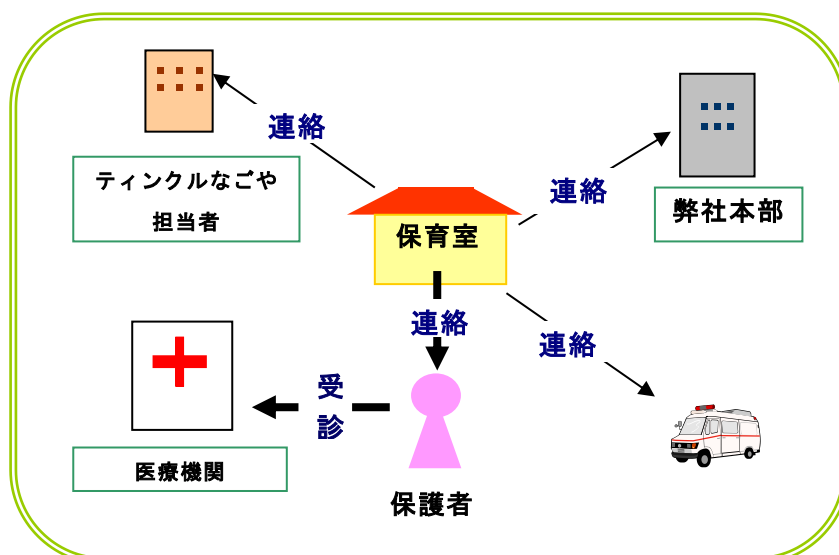 連絡
ティンクルなごや
担当者
連絡
弊社本部
保育室
連絡
連絡
受
診
医療機関
保護者